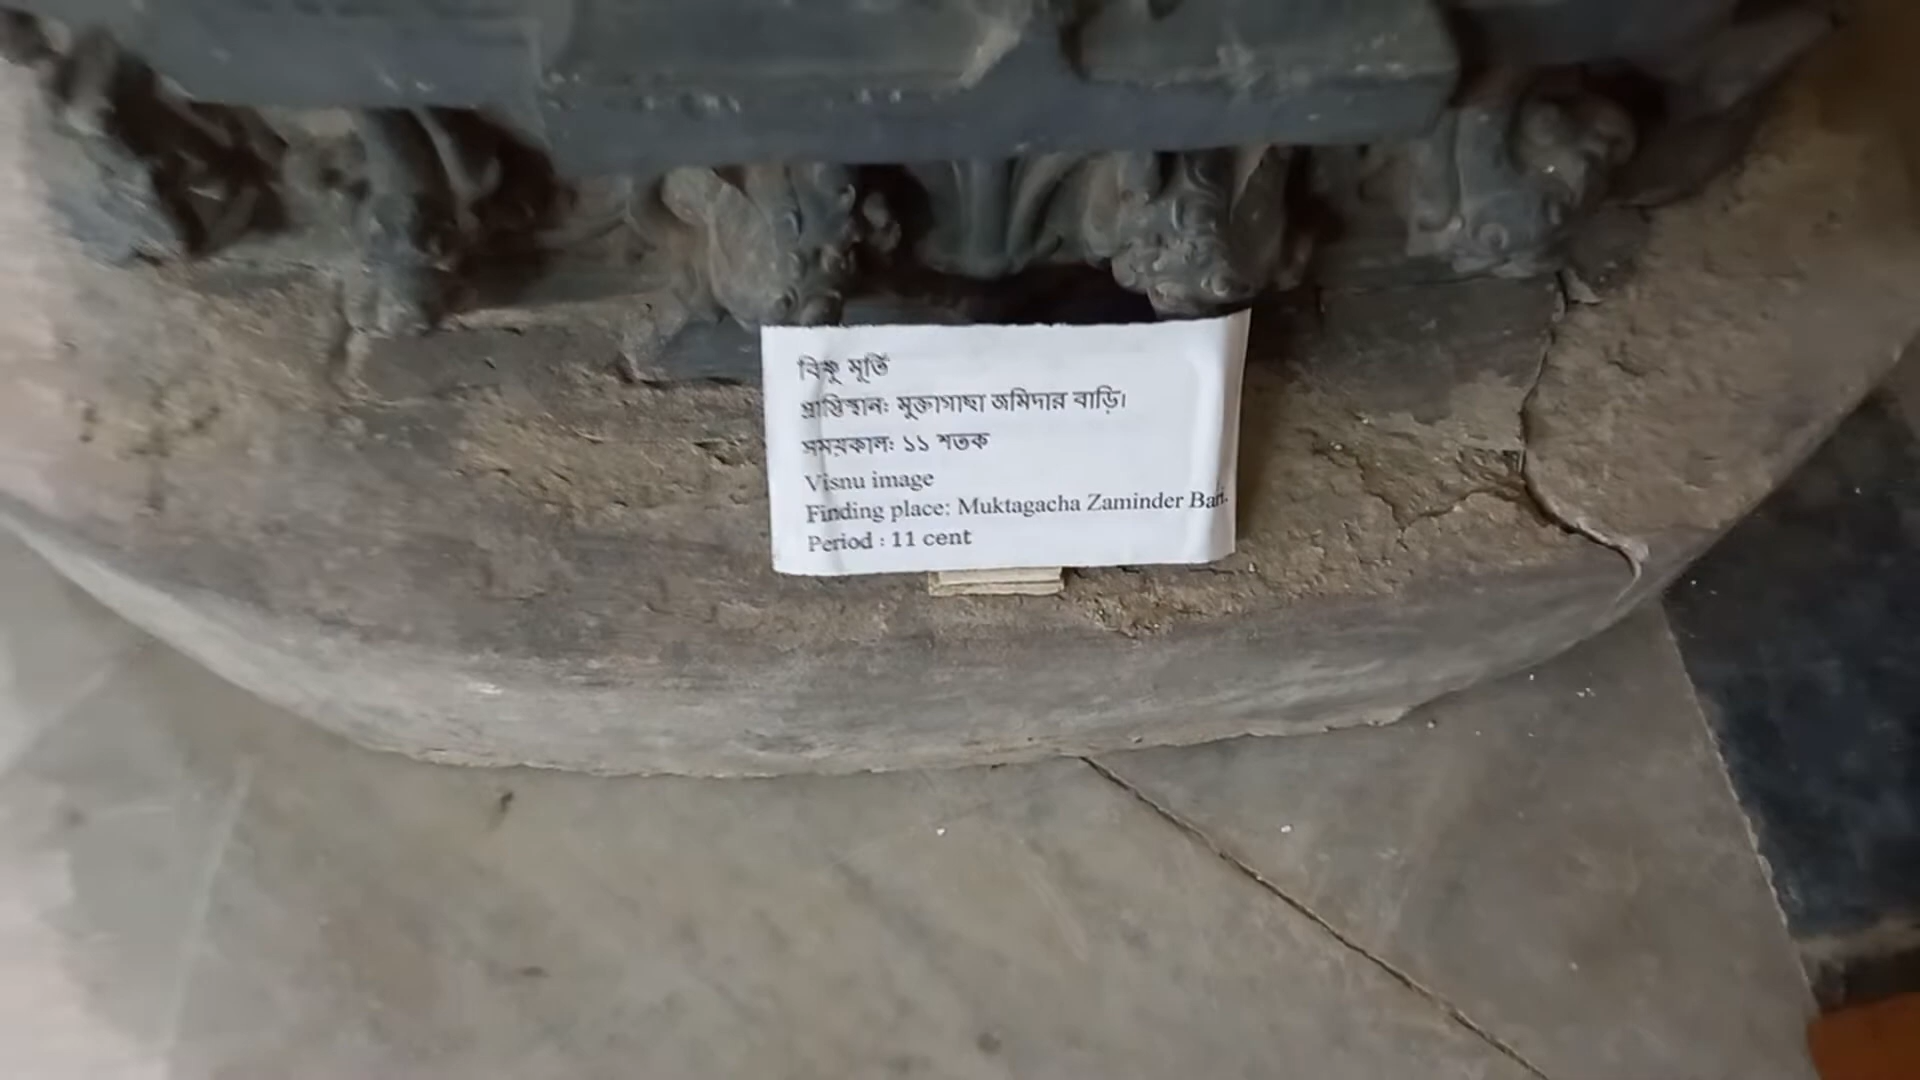 বিষ্ণু মূর্তি
প্রাপ্তিস্থান: মুক্তাগাছা জমিদার বাড়ি।
সময়কাল: ১১ শতক
Visnu image
Finding place: Muktagacha Zaminder Bari.
Period : 11 cent